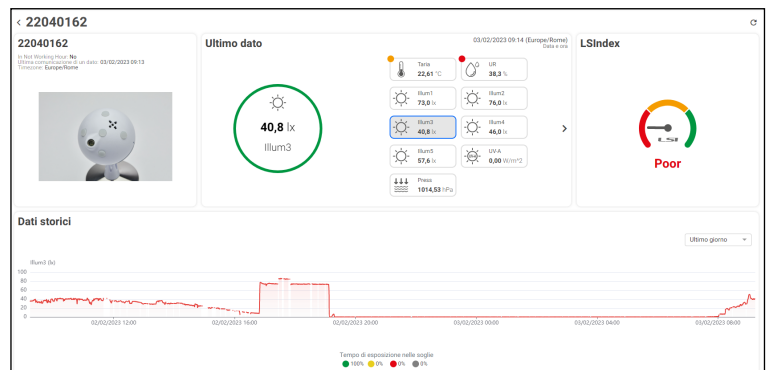 < 22040162
22040162
In Net Working Hour: No
Ultima comunicazione di un dato: 03/02/2023 09:13
Timezone: Europe/Rome
Ultimo dato
03/02/2023 09:14 (Europe/Rome)
Data e ora
40,8 lx
Illum3
Taria
22,61 °C
UR
38,3 %
Illum1
73,0 lx
Illum2
76,0 lx
Illum3
40,8 lx
Illum4
46,0 lx
Illum5
57,6 lx
UV-A
0,00 W/m^2
Press
1014,53 hPa
LSIndex
LSI
Poor
Dati storici
Ultimo giorno
Illum3 (lx)
100
80
60
40
20
0
02/02/2023 12:00
02/02/2023 16:00
02/02/2023 20:00
03/02/2023 00:00
03/02/2023 04:00
03/02/2023 08:00
Tempo di esposizione nelle soglie
100% 0% 0% 0%